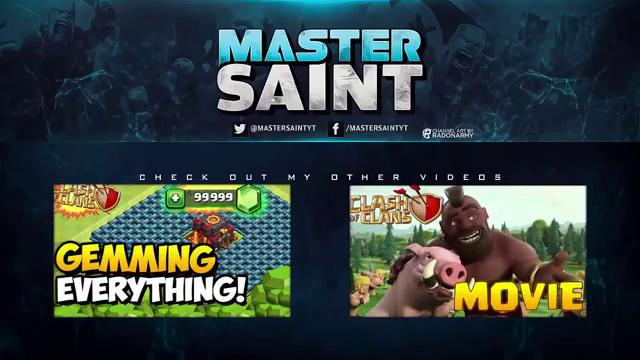 MASTER
SAINT
@MASTERSAINTYT
/MASTERSAINTYT
CHANNEL ART BY
RADONARMY
CHECK OUT MY OTHER VIDEOS
CLASH
OF CLANS
99999
GEMMING
EVERYTHING!
CLASH
OF CLANS
MOVIE